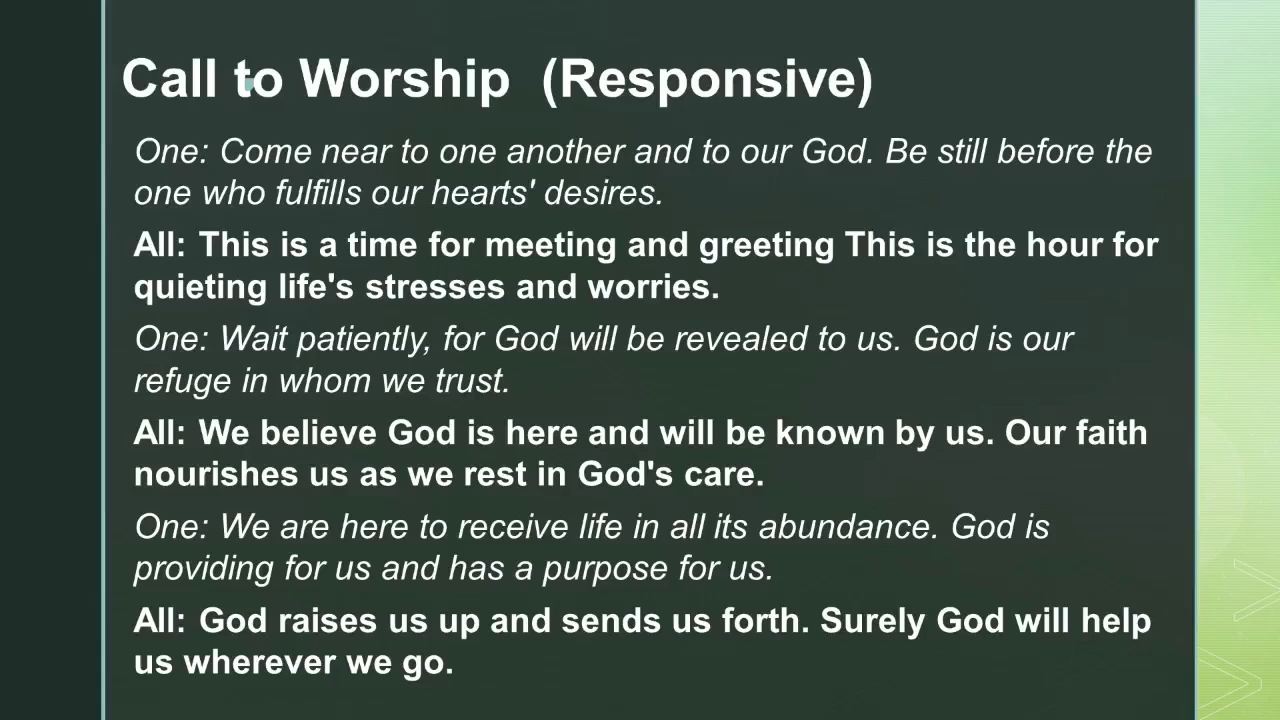 Call to Worship (Responsive)
One: Come near to one another and to our God. Be still before the
one who fulfills our hearts' desires.
All: This is a time for meeting and greeting This is the hour for
quieting life's stresses and worries.
One: Wait patiently, for God will be revealed to us. God is our
refuge in whom we trust.
All: We believe God is here and will be known by us. Our faith
nourishes us as we rest in God's care.
One: We are here to receive life in all its abundance. God is
providing for us and has a purpose for us.
All: God raises us up and sends us forth. Surely God will help
us wherever we go.